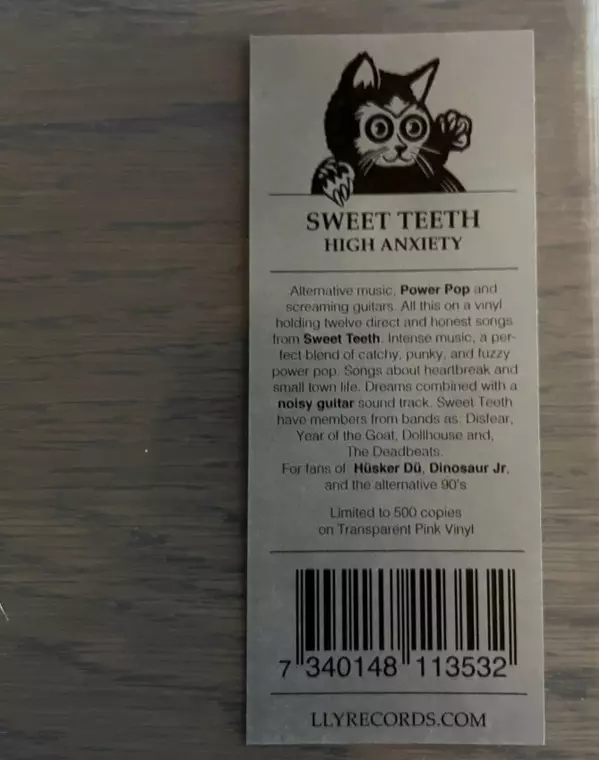 SWEET TEETH
HIGH ANXIETY
Alternative music, Power Pop and
screaming guitars. All this on a vinyl
holding twelve direct and honest songs
from Sweet Teeth. Intense music, a per-
fect blend of catchy, punky, and fuzzy
power pop. Songs about heartbreak and
small town life. Dreams combined with a
noisy guitar sound track. Sweet Teeth
have members from bands as: Disfear,
Year of the Goat, Dollhouse and,
The Deadbeats.
For fans of: Hüsker Dü, Dinosaur Jr,
and the alternative 90's
Limited to 500 copies
on Transparent Pink Vinyl
7 340148 113532
LLYRECORDS.COM